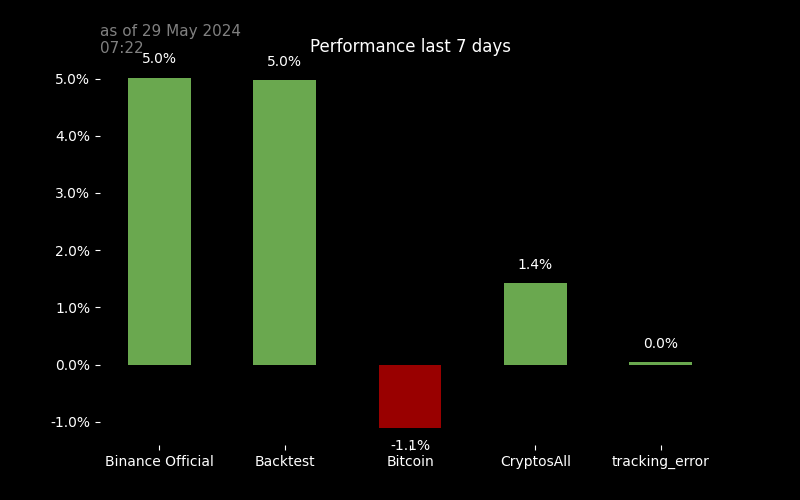 as of 29 May 2024
07:22
Performance last 7 days
5.0%
5.0%
-1.1%
1.4%
0.0%
5.0%
4.0%
3.0%
2.0%
1.0%
0.0%
-1.0%
Binance Official
Backtest
Bitcoin
CryptosAll
tracking_error